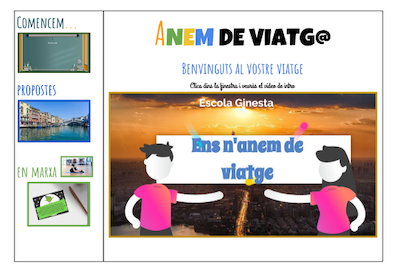 Comencem...
PROPOSTES
EN MARXA
ANEM DE VIATG@
Benvinguts al vostre viatge
Clica dins la finestra i veuràs el vídeo de intro
Escola Ginesta
Ens n'anem de
viatge